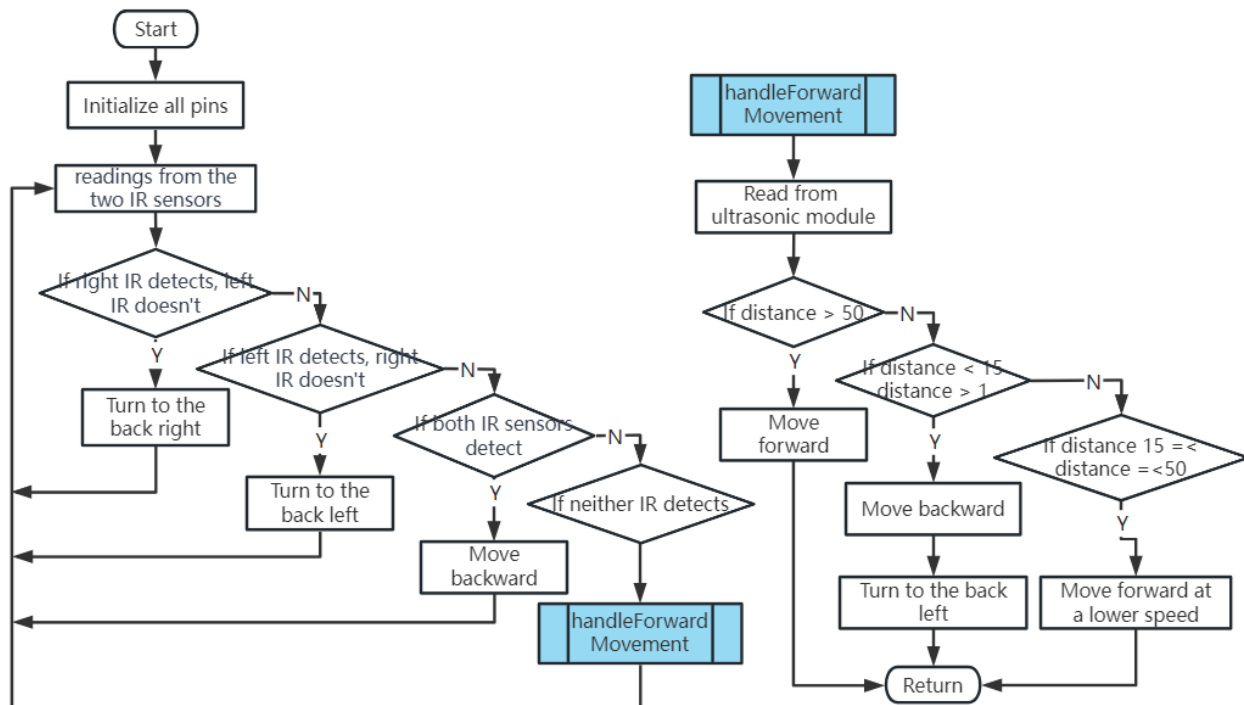 Start
Initialize all pins
readings from the
two IR sensors
If right IR detects, left
IR doesn't
N
Y
Turn to the
back right
If left IR detects, right
IR doesn't
N
Y
Turn to the
back left
If both IR sensors
detect
N
Y
Move
backward
If neither IR detects
handleForward
Movement
handleForward
Movement
Read from
ultrasonic module
If distance > 50
N
Y
Move
forward
If distance < 15
distance > 1
N
Y
Move backward
Turn to the back
left
If distance 15 =<
distance =<50
Y
Move forward at
a lower speed
Return